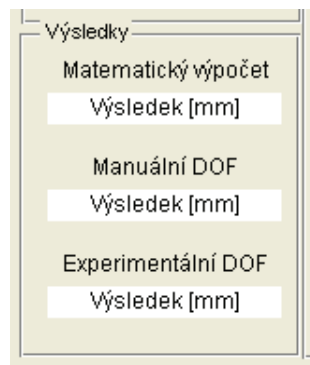 Výsledky
Matematický výpočet
Výsledek [mm]
Manuální DOF
Výsledek [mm]
Experimentální DOF
Výsledek [mm]